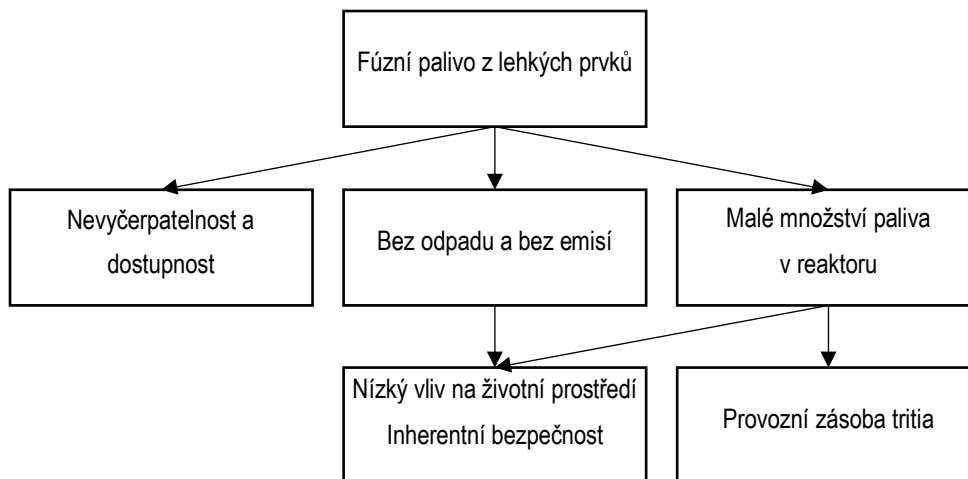 Fúzní palivo z lehkých prvků
Nevyčerpatelnost a
dostupnost
Bez odpadu a bez emisí
Malé množství paliva
v reaktoru
Nízký vliv na životní prostředí
Inherentní bezpečnost
Provozní zásoba tritia